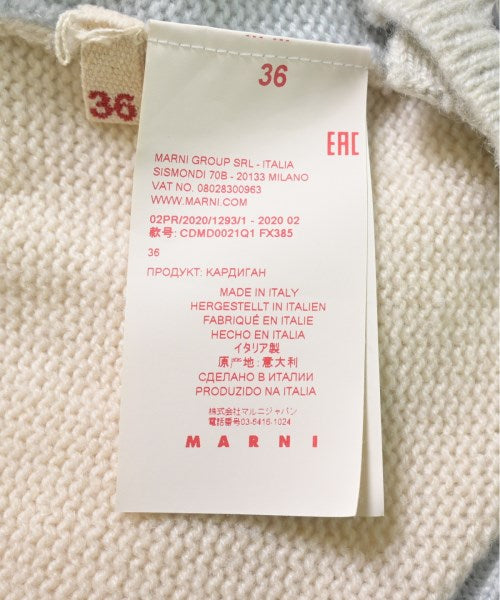 36
36
EAC
MARNI GROUP SRL - ITALIA
SISMONDI 70B - 20133 MILANO
VAT NO. 08028300963
WWW.MARNI.COM
02PR/2020/1293/1 - 2020 02
款号: CDMD0021Q1 FX385
36
ПРОДУКТ: КАРДИГАН
MADE IN ITALY
HERGESTELLT IN ITALIEN
FABRIQUÉ EN ITALIE
HECHO EN ITALIA
イタリア製
原产地: 意大利
СДЕЛАНО В ИТАЛИИ
PRODUZIDO NA ITALIA
株式会社マルニジャパン
電話番号03-5416-1024
MARNI